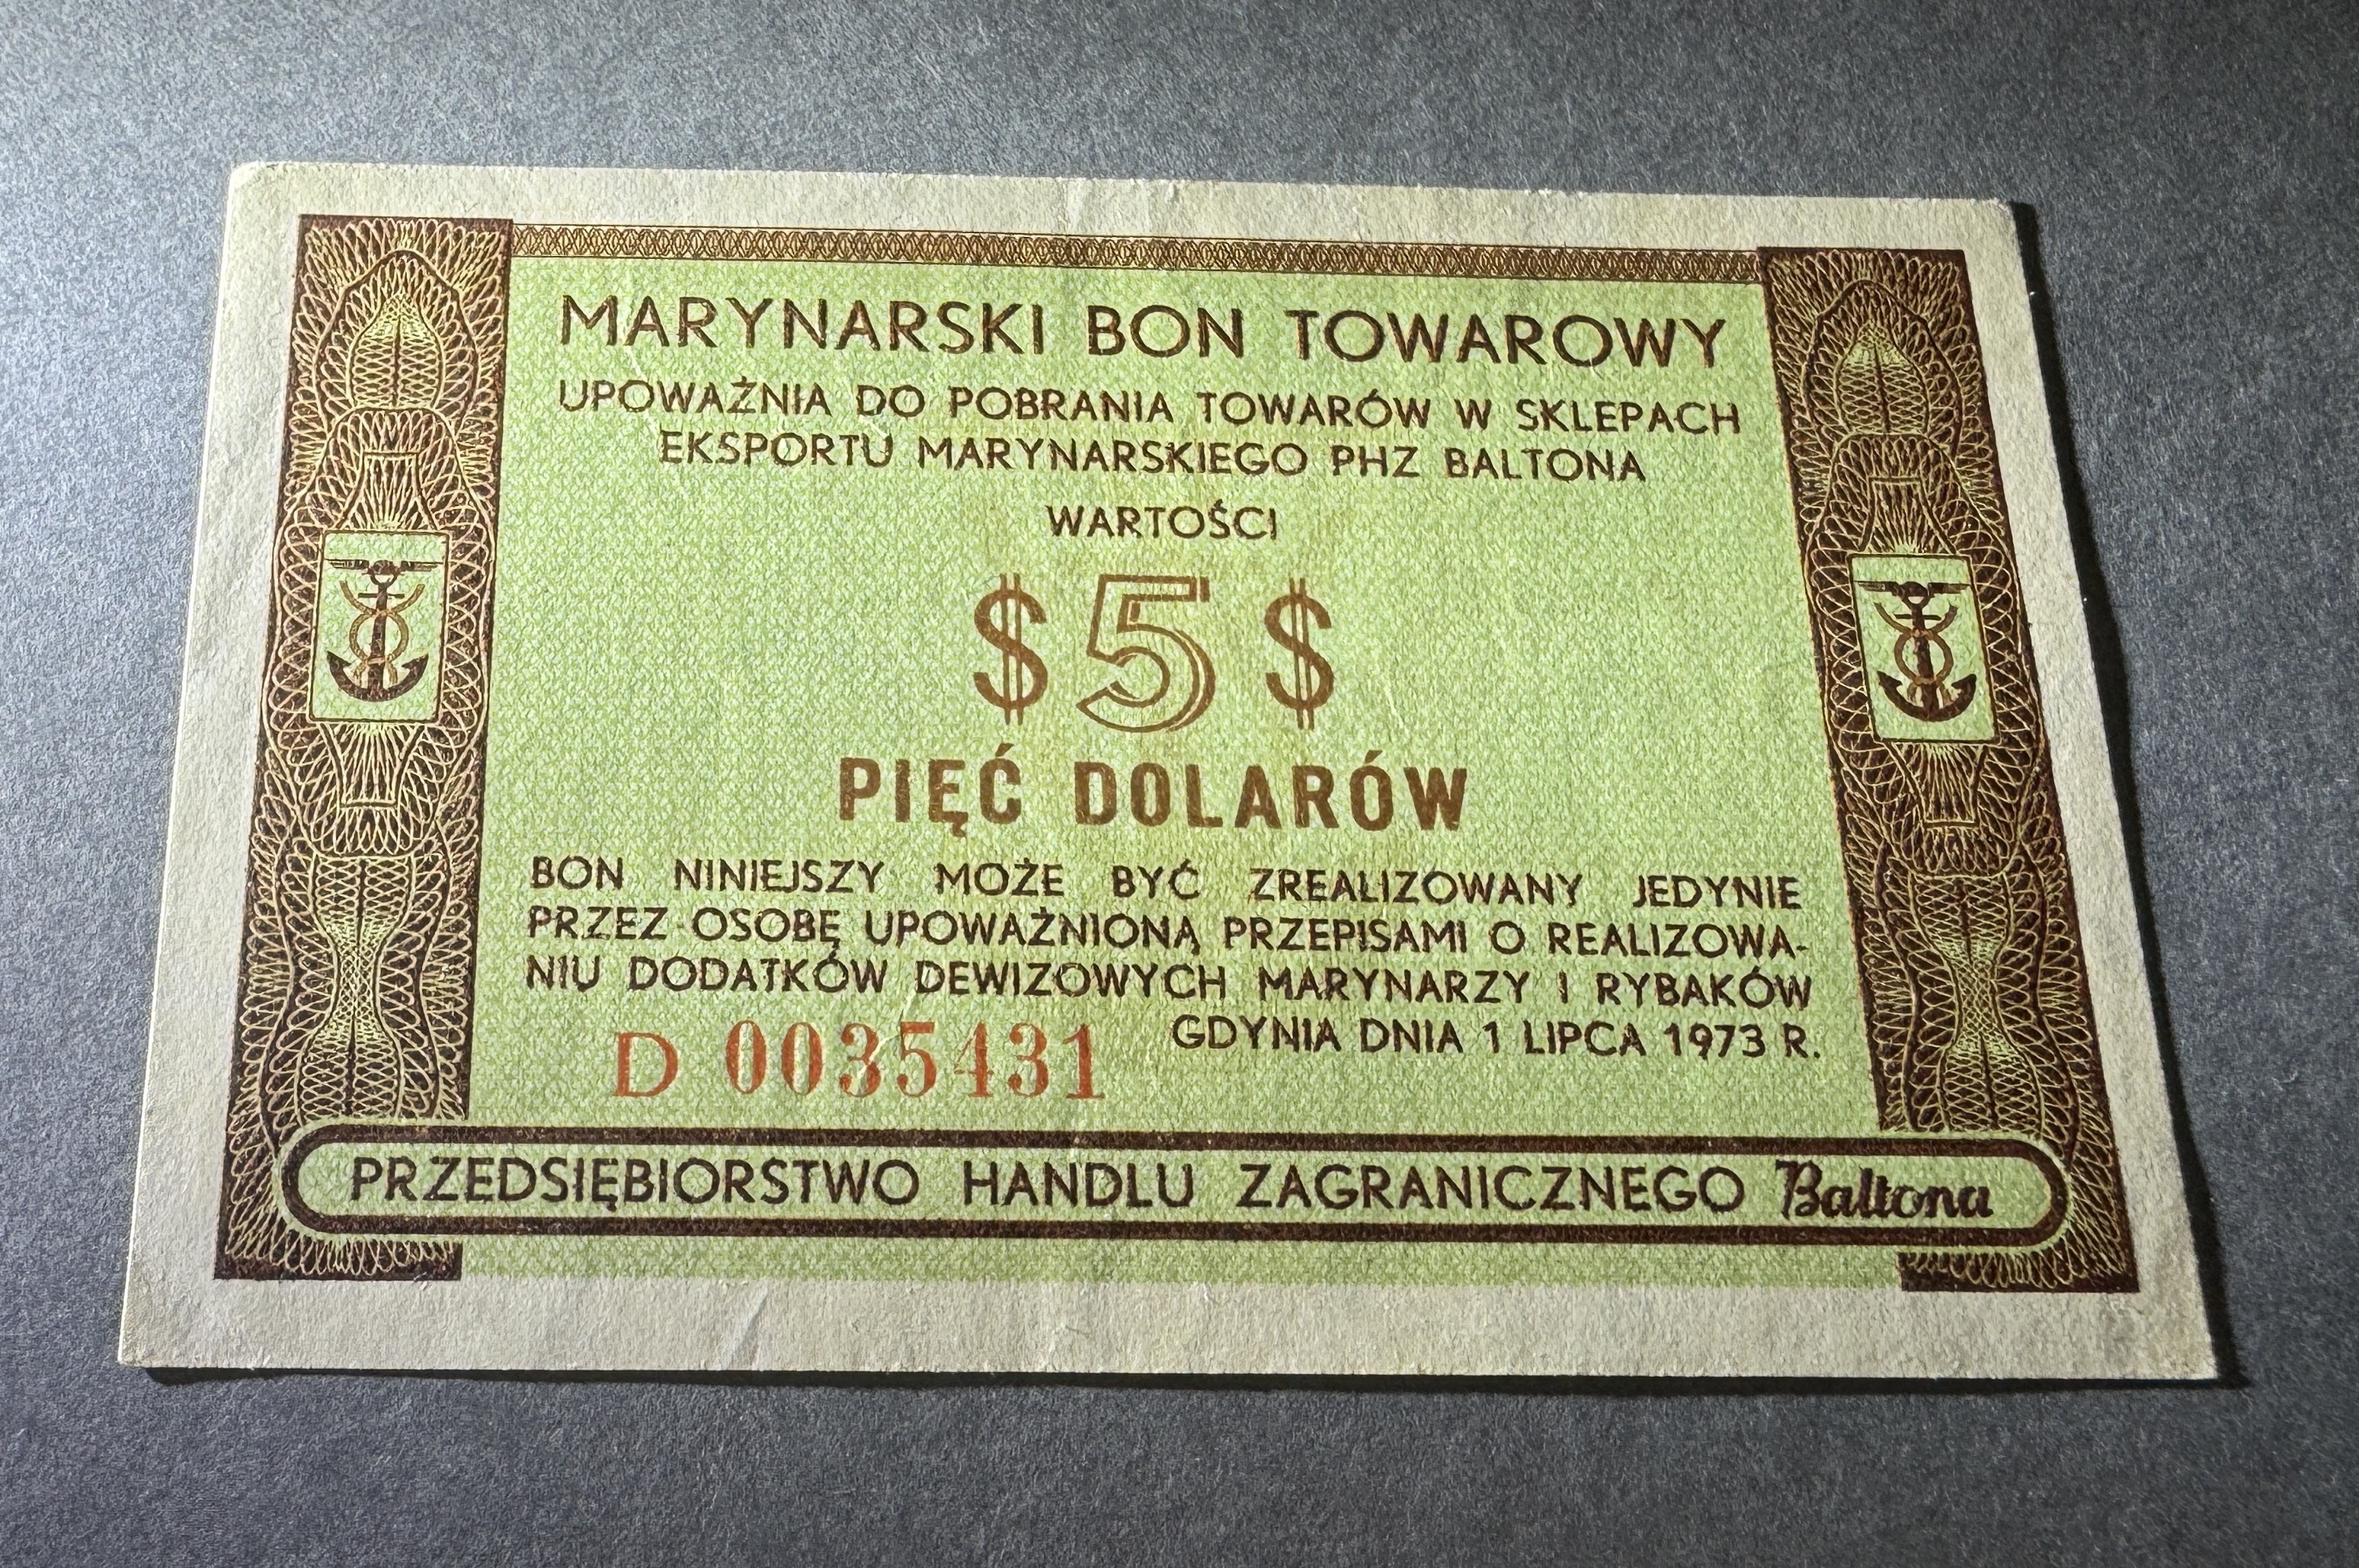 MARYNARSKI BON TOWAROWY
UPOWAŻNIA DO POBRANIA TOWARÓW W SKLEPACH
EKSPORTU MARYNARSKIEGO PHZ BALTONA
WARTOŚCI
$ 5 $
PIĘĆ DOLARÓW
BON NINIEJSZY MOŻE BYĆ ZREALIZOWANY JEDYNIE
PRZEZ OSOBĘ UPOWAŻNIONĄ PRZEPISAMI O REALIZOWA-
NIU DODATKÓW DEWIZOWYCH MARYNARZY I RYBAKÓW
GDYNIA DNIA 1 LIPCA 1973 R.
D 0035431
PRZEDSIĘBIORSTWO HANDLU ZAGRANICZNEGO Baltona